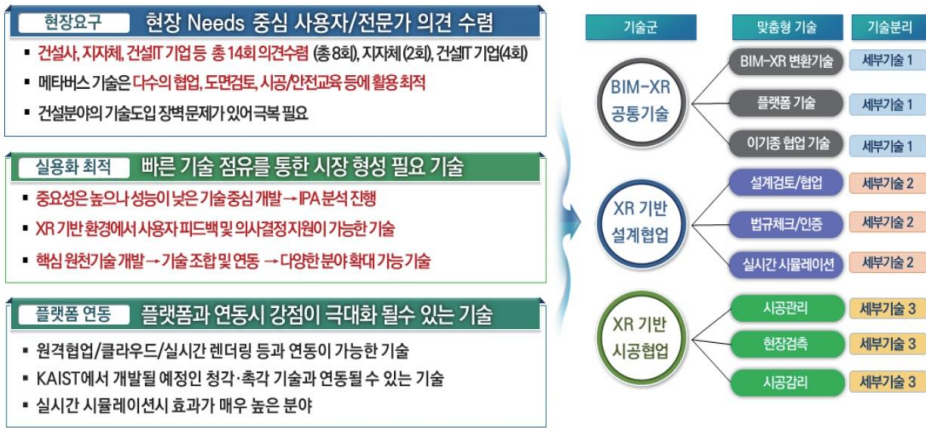 현장요구 현장 Needs 중심 사용자/전문가 의견 수렴
▪ 건설사, 지자체, 건설IT 기업 등 총 14회 의견수렴 (총 8회), 지자체 (2회), 건설IT 기업(4회)
▪ 메타버스 기술은 다수의 협업, 도면검토, 시공/안전교육 등에 활용 최적
▪ 건설분야의 기술도입 장벽 문제가 있어 극복 필요
실용화 최적 빠른 기술 점유를 통한 시장 형성 필요 기술
▪ 중요성은 높으나 성능이 낮은 기술 중심 개발 → IPA 분석 진행
▪ XR 기반 환경에서 사용자 피드백 및 의사결정 지원이 가능한 기술
▪ 핵심 원천기술 개발 → 기술 조합 및 연동 → 다양한 분야 확대 가능 기술
플랫폼 연동 플랫폼과 연동시 강점이 극대화 될수 있는 기술
▪ 원격협업/클라우드/실시간 렌더링 등과 연동이 가능한 기술
▪ KAIST에서 개발될 예정인 청각·촉각 기술과 연동될 수 있는 기술
▪ 실시간 시뮬레이션시 효과가 매우 높은 분야
기술군 맞춤형 기술 기술분리
BIM-XR
공통기술
BIM-XR 변환기술 세부기술 1
플랫폼 기술 세부기술 1
이기종 협업 기술 세부기술 1
XR 기반
설계협업
설계검토/협업 세부기술 2
법규체크/인증 세부기술 2
실시간 시뮬레이션 세부기술 2
XR 기반
시공협업
시공관리 세부기술 3
현장검측 세부기술 3
시공감리 세부기술 3